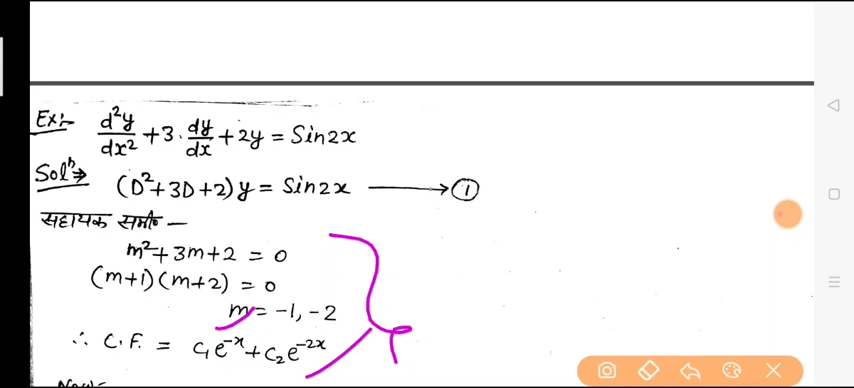 Ex:- d²y/dx² + 3·dy/dx + 2y = Sin2x
Solⁿ⇒ (D²+3D+2)y = Sin2x ⟶ ①
सहायक समी० —
m²+3m+2 = 0
(m+1)(m+2) = 0
m = -1, -2
∴ C.F. = c₁e⁻ˣ+c₂e⁻²ˣ